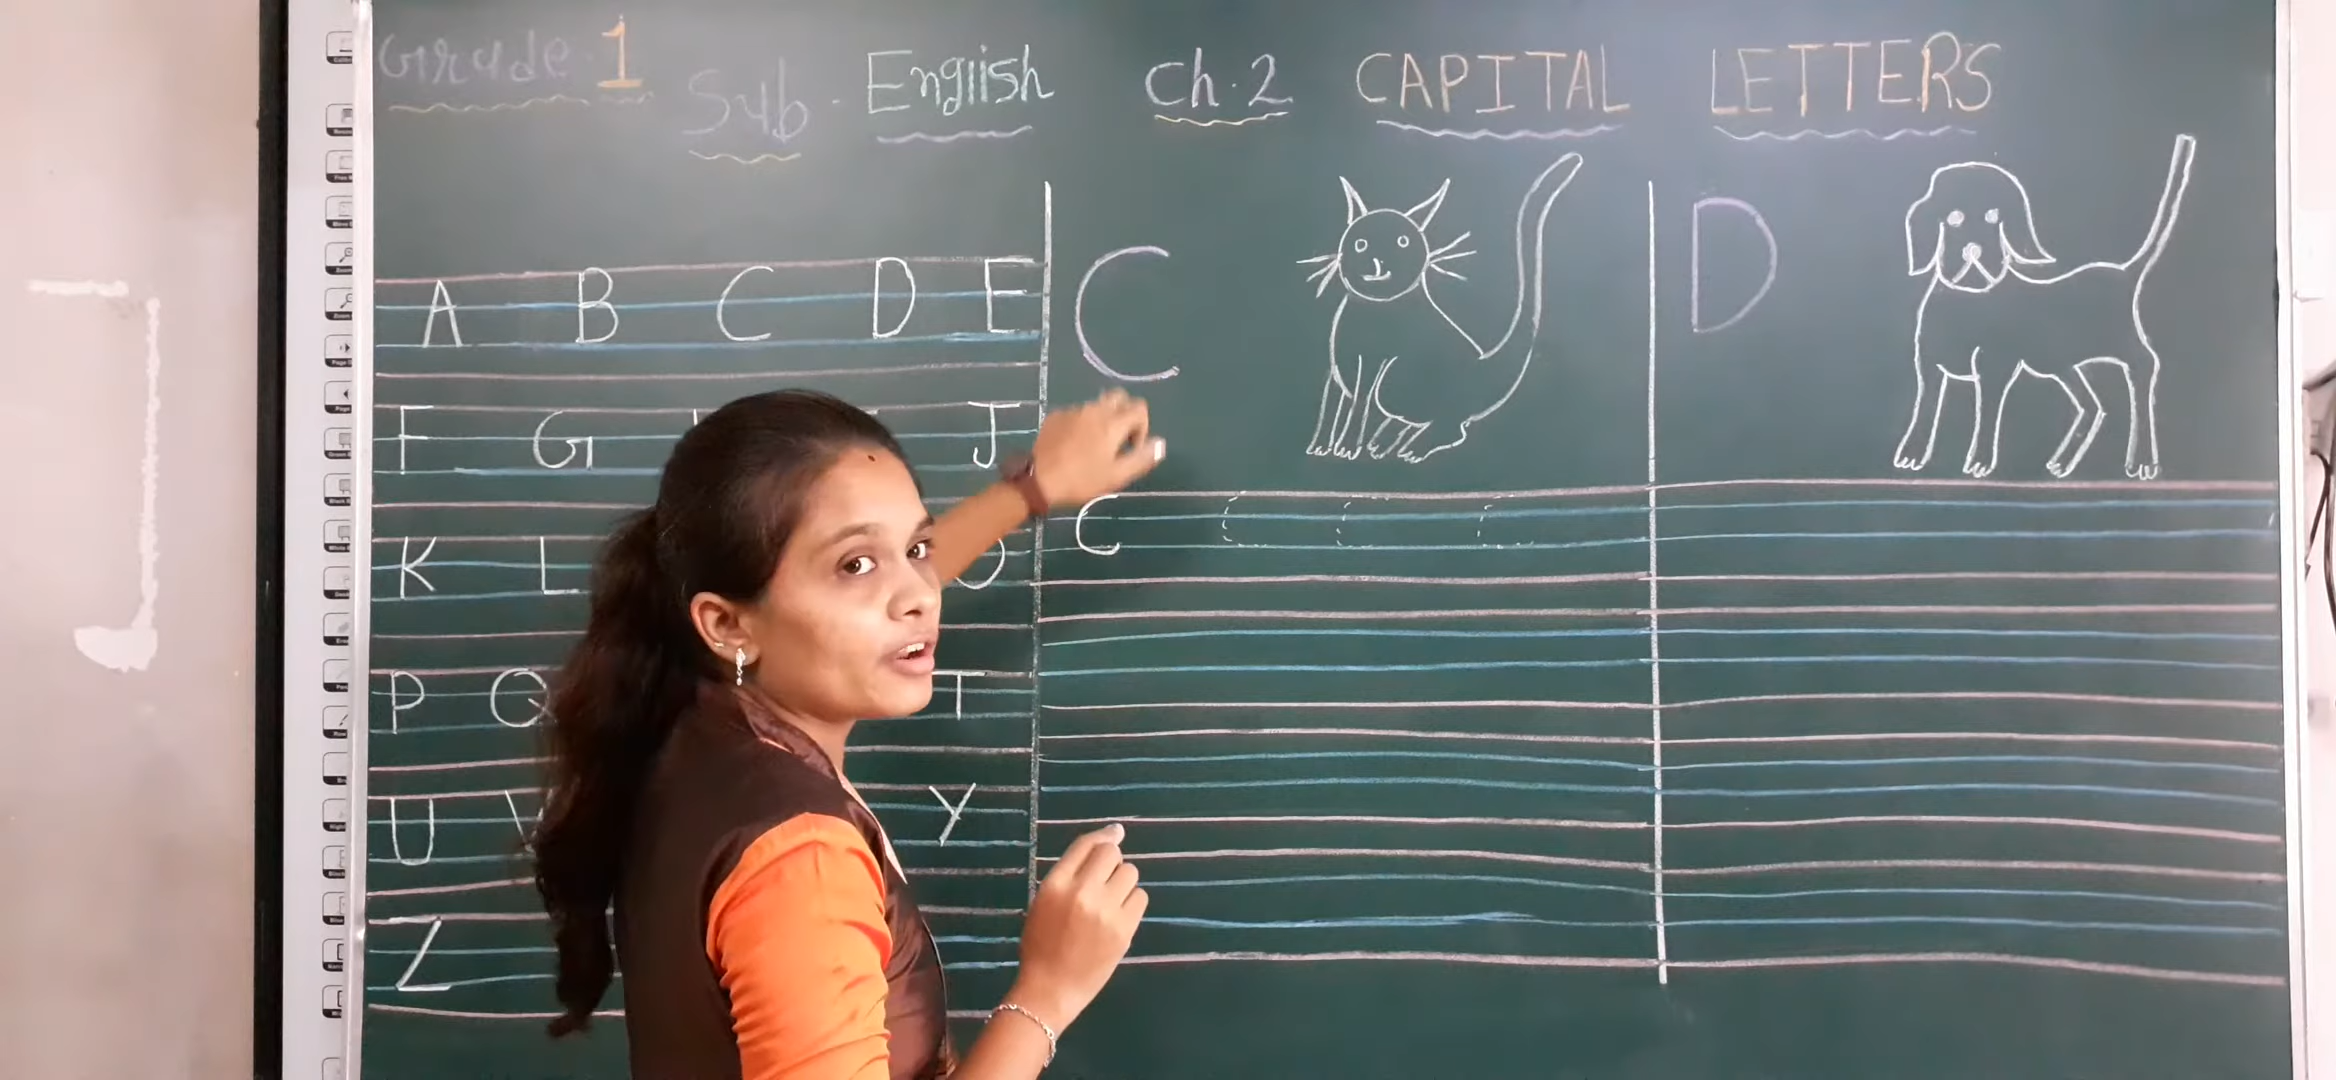 Grade.1 Sub - English Ch.2 CAPITAL LETTERS
A B C D E
F G J
K L
P Q T
U V Y
Z
C
C C C C
D